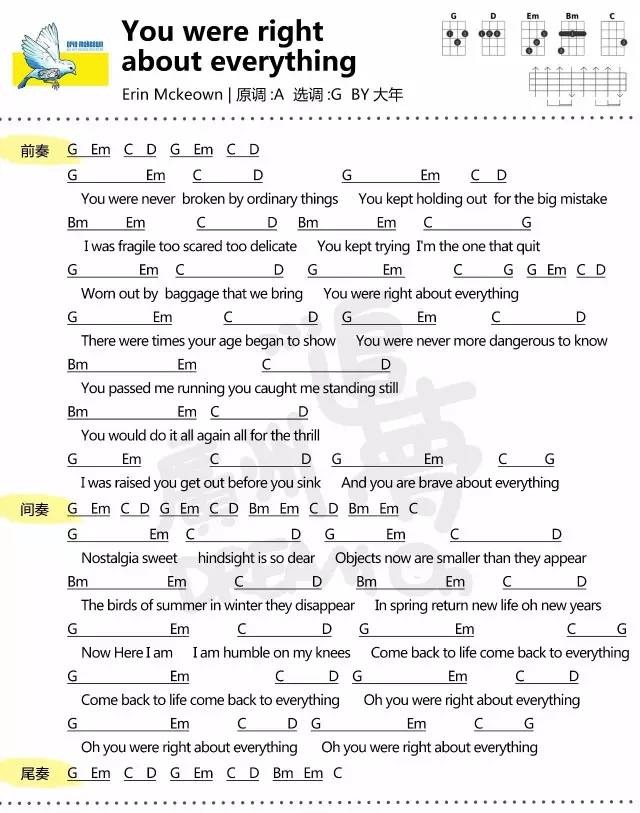 You were right
about everything
Erin Mckeown
Erin Mckeown | 原调 :A 选调 :G BY 大年
G D Em Bm C
前奏 G Em C D G Em C D
G Em C D G Em C D
You were never broken by ordinary things You kept holding out for the big mistake
Bm Em C D Bm Em C G
I was fragile too scared too delicate You kept trying I'm the one that quit
G Em C D G Em C G G Em C D
Worn out by baggage that we bring You were right about everything
G Em C D G Em C D
There were times your age began to show You were never more dangerous to know
Bm Em C D
You passed me running you caught me standing still
Bm Em C D
You would do it all again all for the thrill
G Em C D G Em C G
I was raised you get out before you sink And you are brave about everything
间奏 G Em C D G Em C D Bm Em C D Bm Em C
G Em C D G Em C D
Nostalgia sweet hindsight is so dear Objects now are smaller than they appear
Bm Em C D Bm Em C D
The birds of summer in winter they disappear In spring return new life oh new years
G Em C D G Em C G
Now Here I am I am humble on my knees Come back to life come back to everything
G Em C D G Em C D
Come back to life come back to everything Oh you were right about everything
G Em C D G Em C G
Oh you were right about everything Oh you were right about everything
尾奏 G Em C D G Em C D Bm Em C